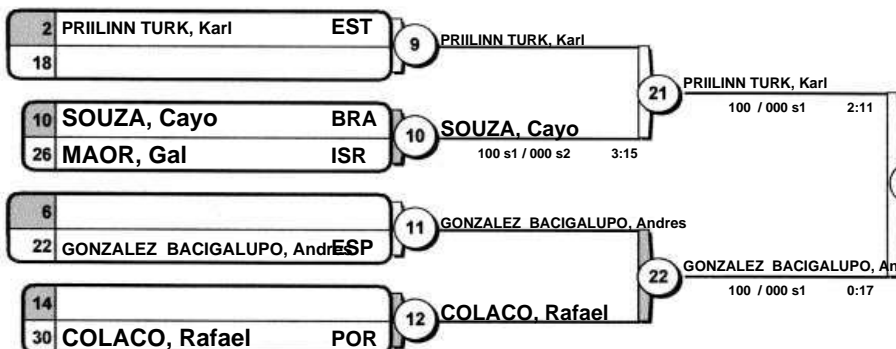 2 PRIILINN TURK, Karl EST
18
9
PRIILINN TURK, Karl
10 SOUZA, Cayo BRA
26 MAOR, Gal ISR
10
SOUZA, Cayo
100 s1 / 000 s2 3:15
21
PRIILINN TURK, Karl
100 / 000 s1 2:11
6
22 GONZALEZ BACIGALUPO, Andres ESP
11
GONZALEZ BACIGALUPO, Andres
14
30 COLACO, Rafael POR
12
COLACO, Rafael
22
GONZALEZ BACIGALUPO, An
100 / 000 s1 0:17